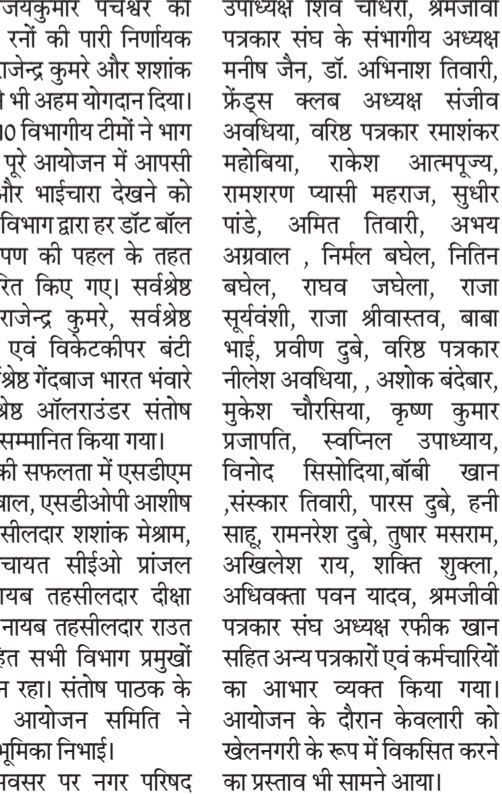 जयकुमार पंचेश्वर की
रनों की पारी निर्णायक
राजेन्द्र कुमरे और शशांक
भी अहम योगदान दिया।
10 विभागीय टीमों ने भाग
पूरे आयोजन में आपसी
और भाईचारा देखने को
विभाग द्वारा हर डॉट बॉल
की पहल के तहत
किए गए। सर्वश्रेष्ठ
राजेन्द्र कुमरे, सर्वश्रेष्ठ
एवं विकेटकीपर बंटी
गेंदबाज भारत भंवारे
ऑलराउंडर संतोष
सम्मानित किया गया।
की सफलता में एसडीएम
एसडीओपी आशीष
शशांक मेश्राम,
सीईओ प्रांजल
नायब तहसीलदार दीक्षा
नायब तहसीलदार राउत
सभी विभाग प्रमुखों
रहा। संतोष पाठक के
आयोजन समिति ने
भूमिका निभाई।
पर नगर परिषद
उपाध्यक्ष शिव चौधरी, श्रमजीवी
पत्रकार संघ के संभागीय अध्यक्ष
मनीष जैन, डॉ. अभिनाश तिवारी,
फ्रेंड्स क्लब अध्यक्ष संजीव
अवधिया, वरिष्ठ पत्रकार रमाशंकर
महोबिया, राकेश आत्मपूज्य,
रामशरण प्यासी महराज, सुधीर
पांडे, अमित तिवारी, अभय
अग्रवाल , निर्मल बघेल, नितिन
बघेल, राघव जघेला, राजा
सूर्यवंशी, राजा श्रीवास्तव, बाबा
भाई, प्रवीण दुबे, वरिष्ठ पत्रकार
नीलेश अवधिया, , अशोक बंदेबार,
मुकेश चौरसिया, कृष्ण कुमार
प्रजापति, स्वप्निल उपाध्याय,
विनोद सिसोदिया,बॉबी खान
,संस्कार तिवारी, पारस दुबे, हनी
साहू, रामनरेश दुबे, तुषार मसराम,
अखिलेश राय, शक्ति शुक्ला,
अधिवक्ता पवन यादव, श्रमजीवी
पत्रकार संघ अध्यक्ष रफीक खान
सहित अन्य पत्रकारों एवं कर्मचारियों
का आभार व्यक्त किया गया।
आयोजन के दौरान केवलारी को
खेलनगरी के रूप में विकसित करने
का प्रस्ताव भी सामने आया।